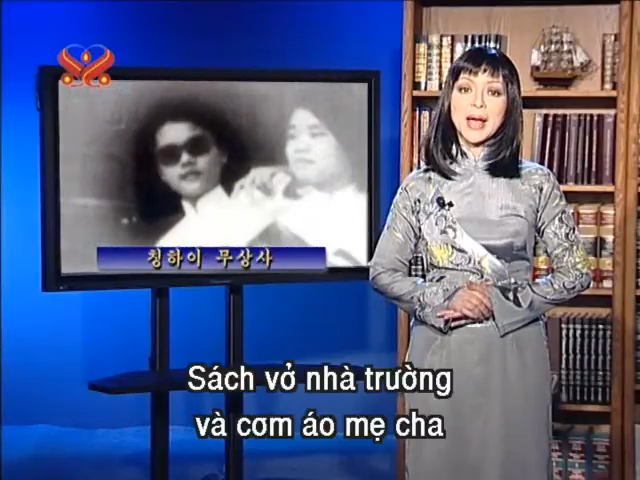 칭하이 무상사
Sách vở nhà trường
và cơm áo mẹ cha